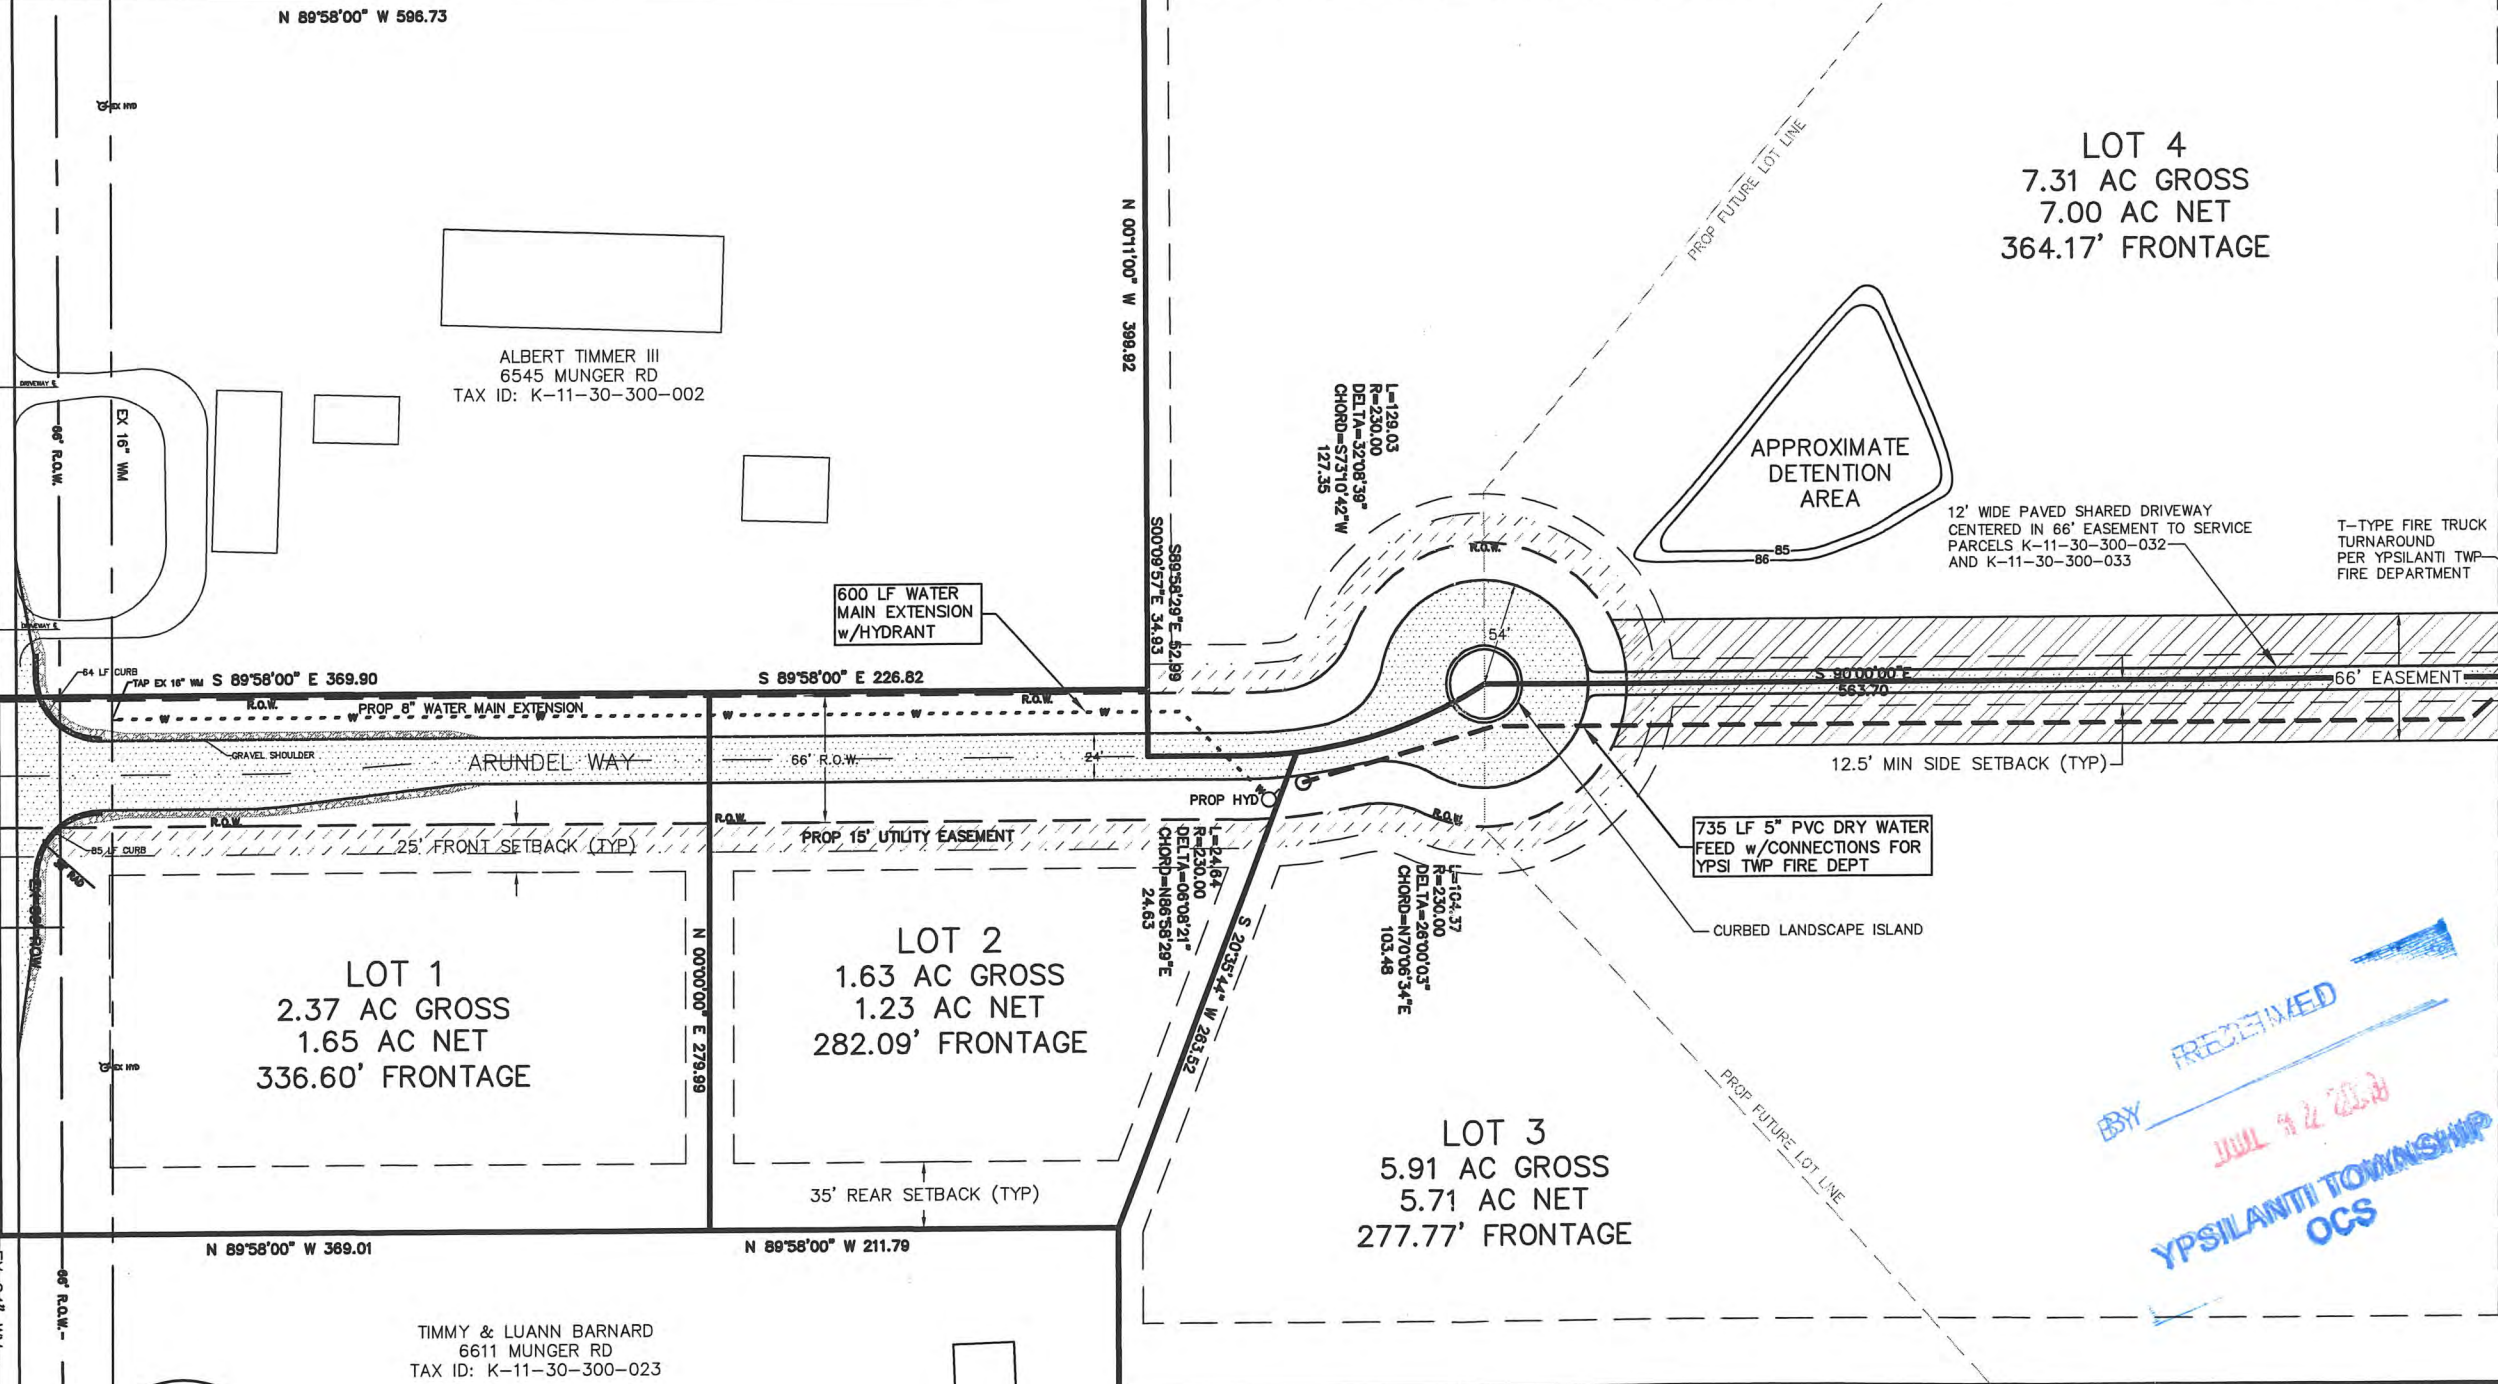 N 89°58'00" W 596.73
EX HYD
DRIVEWAY ℄
66' R.O.W.
EX 16" WM
ALBERT TIMMER III
6545 MUNGER RD
TAX ID: K-11-30-300-002
N 00°11'00" W 399.92
PROP FUTURE LOT LINE
LOT 4
7.31 AC GROSS
7.00 AC NET
364.17' FRONTAGE
L=129.03
R=230.00
DELTA=32°08'39"
CHORD=S73°10'42"W
127.35
APPROXIMATE
DETENTION
AREA
85
86
12' WIDE PAVED SHARED DRIVEWAY
CENTERED IN 66' EASEMENT TO SERVICE
PARCELS K-11-30-300-032
AND K-11-30-300-033
T-TYPE FIRE TRUCK
TURNAROUND
PER YPSILANTI TWP
FIRE DEPARTMENT
S89°58'29"E 52.99
S00°09'57"E 34.93
R.O.W.
600 LF WATER
MAIN EXTENSION
w/HYDRANT
54'
DRIVEWAY ℄
64 LF CURB
TAP EX 16" WM
S 89°58'00" E 369.90
S 89°58'00" E 226.82
S 90°00'00" E
563.70
66' EASEMENT
R.O.W.
PROP 8" WATER MAIN EXTENSION
R.O.W.
W
W
W
W
W
W
GRAVEL SHOULDER
ARUNDEL WAY
66' R.O.W.
24'
12.5' MIN SIDE SETBACK (TYP)
PROP HYD
R.O.W.
R.O.W.
R.O.W.
85 LF CURB
25' FRONT SETBACK (TYP)
PROP 15' UTILITY EASEMENT
735 LF 5" PVC DRY WATER
FEED w/CONNECTIONS FOR
YPSI TWP FIRE DEPT
L=24.64
R=230.00
DELTA=06°08'21"
CHORD=N86°58'29"E
24.63
L=104.37
R=230.00
DELTA=26°00'03"
CHORD=N70°06'34"E
103.48
CURBED LANDSCAPE ISLAND
LOT 1
2.37 AC GROSS
1.65 AC NET
336.60' FRONTAGE
N 00°00'00" E 279.99
LOT 2
1.63 AC GROSS
1.23 AC NET
282.09' FRONTAGE
S 20°35'44" W 263.52
EX HYD
LOT 3
5.91 AC GROSS
5.71 AC NET
277.77' FRONTAGE
PROP FUTURE LOT LINE
RECEIVED
BY
YPSILANTI TOWNSHIP
OCS
35' REAR SETBACK (TYP)
N 89°58'00" W 369.01
N 89°58'00" W 211.79
66' R.O.W.
TIMMY & LUANN BARNARD
6611 MUNGER RD
TAX ID: K-11-30-300-023